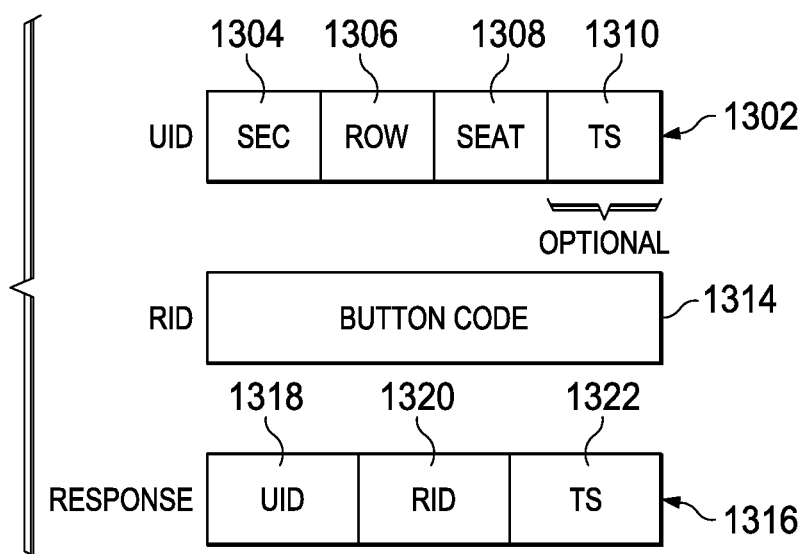 1304 1306 1308 1310
UID SEC ROW SEAT TS 1302
OPTIONAL
RID BUTTON CODE 1314
1318 1320 1322
RESPONSE UID RID TS 1316